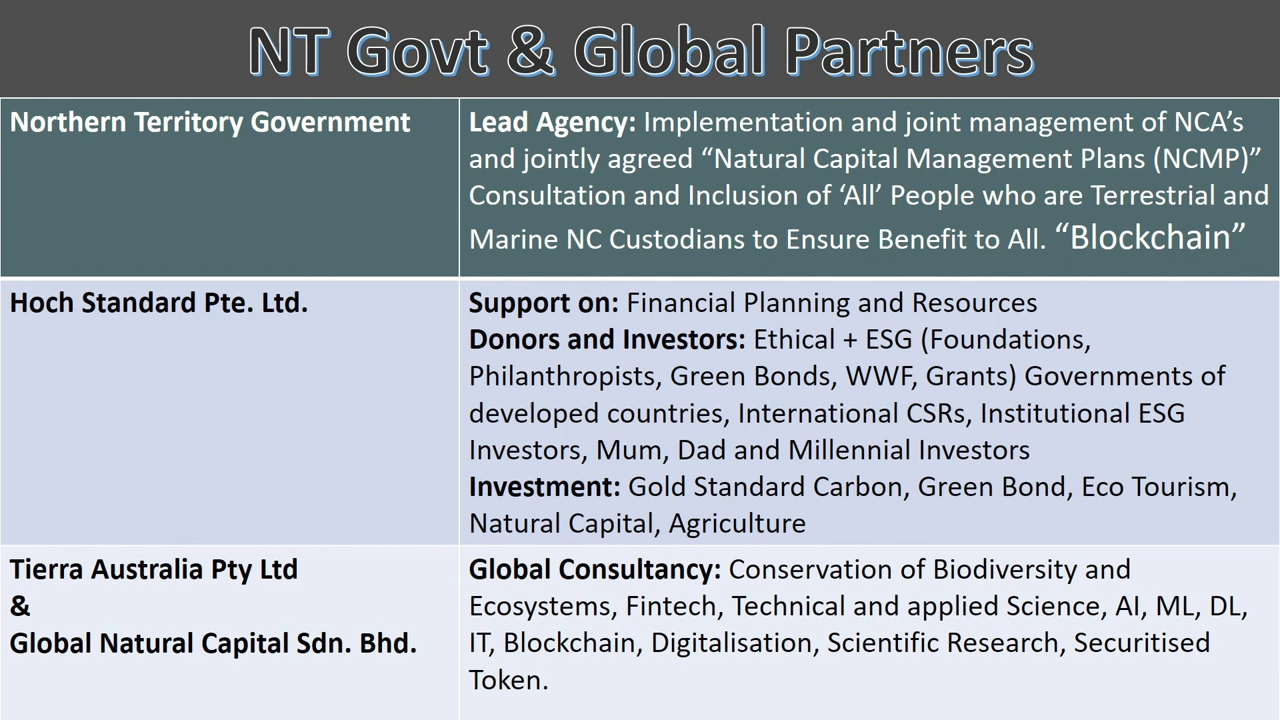 NT Govt & Global Partners
Northern Territory Government
Lead Agency: Implementation and joint management of NCA’s
and jointly agreed “Natural Capital Management Plans (NCMP)”
Consultation and Inclusion of ‘All’ People who are Terrestrial and
Marine NC Custodians to Ensure Benefit to All. “Blockchain”
Hoch Standard Pte. Ltd.
Support on: Financial Planning and Resources
Donors and Investors: Ethical + ESG (Foundations,
Philanthropists, Green Bonds, WWF, Grants) Governments of
developed countries, International CSRs, Institutional ESG
Investors, Mum, Dad and Millennial Investors
Investment: Gold Standard Carbon, Green Bond, Eco Tourism,
Natural Capital, Agriculture
Tierra Australia Pty Ltd
&
Global Natural Capital Sdn. Bhd.
Global Consultancy: Conservation of Biodiversity and
Ecosystems, Fintech, Technical and applied Science, AI, ML, DL,
IT, Blockchain, Digitalisation, Scientific Research, Securitised
Token.